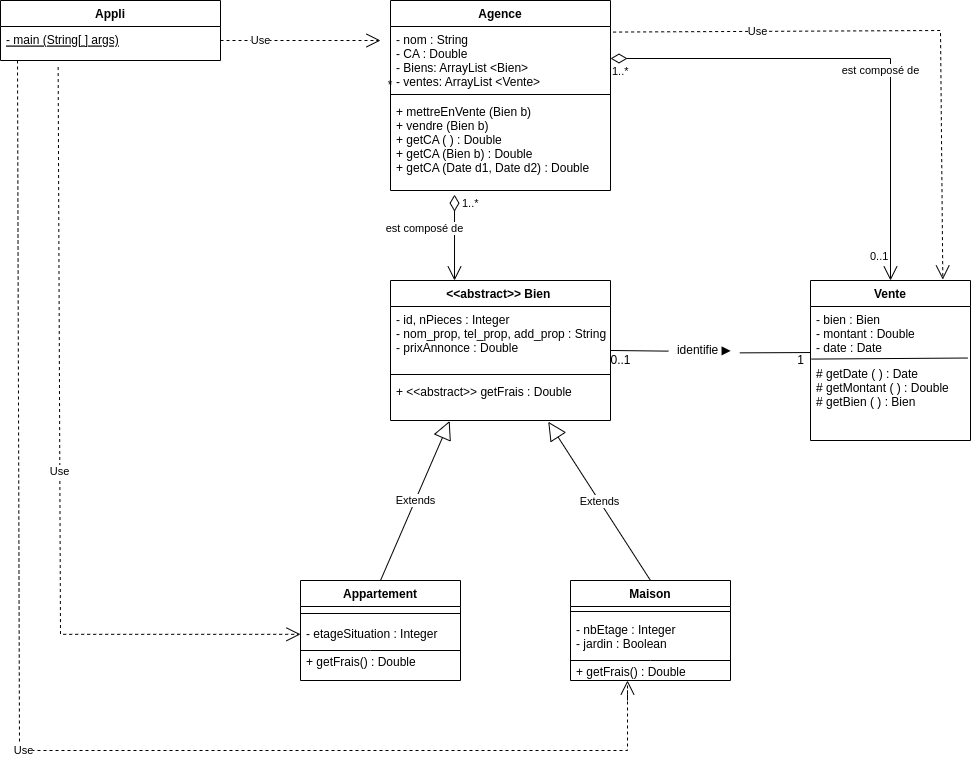 Appli
- main (String[ ] args)
Use
Agence
- nom : String
- CA : Double
- Biens: ArrayList <Bien>
- ventes: ArrayList <Vente>
*
+ mettreEnVente (Bien b)
+ vendre (Bien b)
+ getCA ( ) : Double
+ getCA (Bien b) : Double
+ getCA (Date d1, Date d2) : Double
Use
1..*
est composé de
0..1
1..*
est composé de
<<abstract>> Bien
- id, nPieces : Integer
- nom_prop, tel_prop, add_prop : String
- prixAnnonce : Double
+ <<abstract>> getFrais : Double
0..1
identifie ▶
1
Vente
- bien : Bien
- montant : Double
- date : Date
# getDate ( ) : Date
# getMontant ( ) : Double
# getBien ( ) : Bien
Use
Extends
Extends
Appartement
- etageSituation : Integer
+ getFrais() : Double
Maison
- nbEtage : Integer
- jardin : Boolean
+ getFrais() : Double
Use